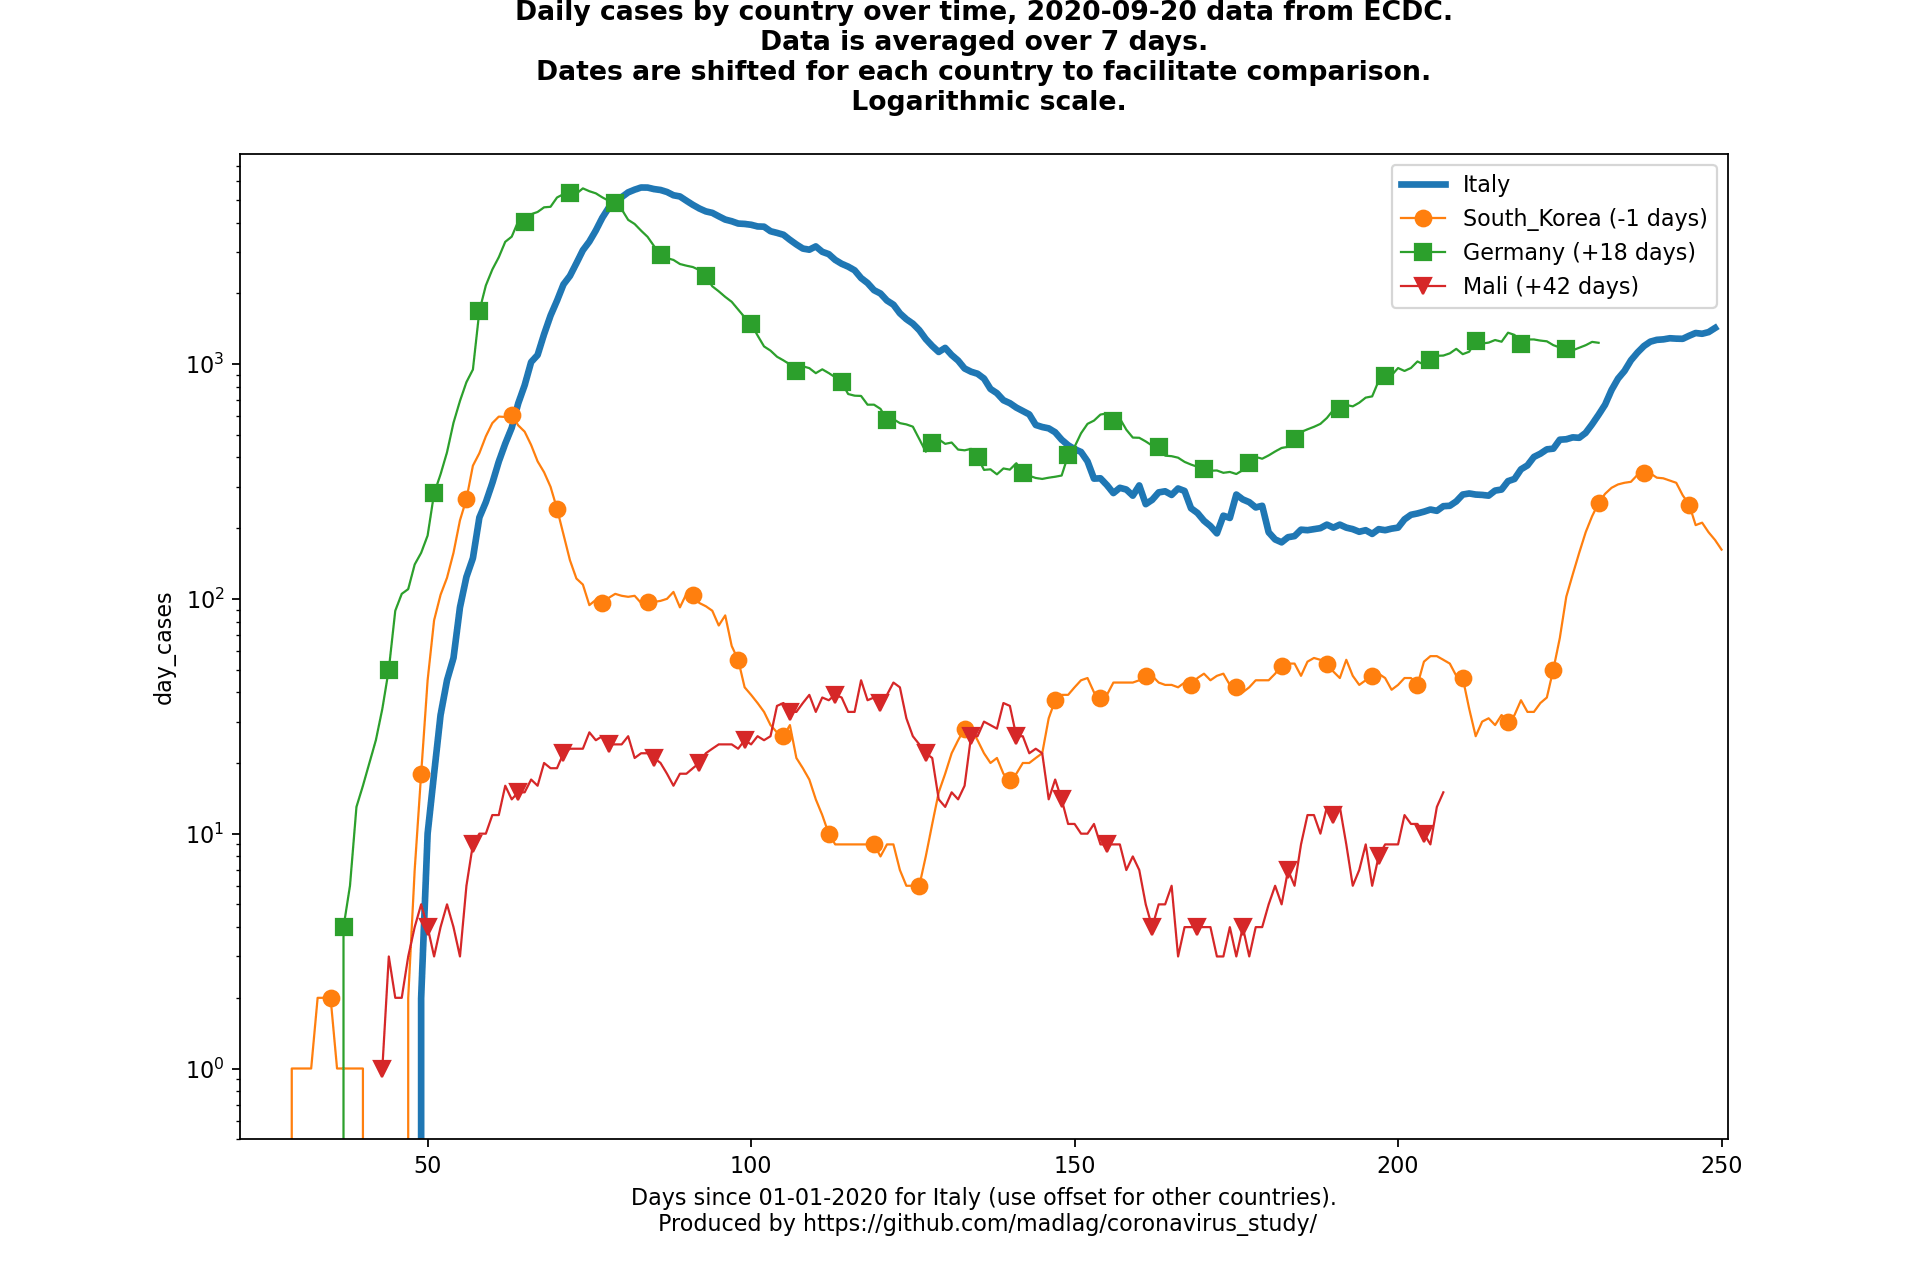 Daily cases by country over time, 2020-09-20 data from ECDC.
Data is averaged over 7 days.
Dates are shifted for each country to facilitate comparison.
Logarithmic scale.
Italy
South_Korea (-1 days)
Germany (+18 days)
Mali (+42 days)
day_cases
10³
10²
10¹
10⁰
50
100
150
200
250
Days since 01-01-2020 for Italy (use offset for other countries).
Produced by https://github.com/madlag/coronavirus_study/